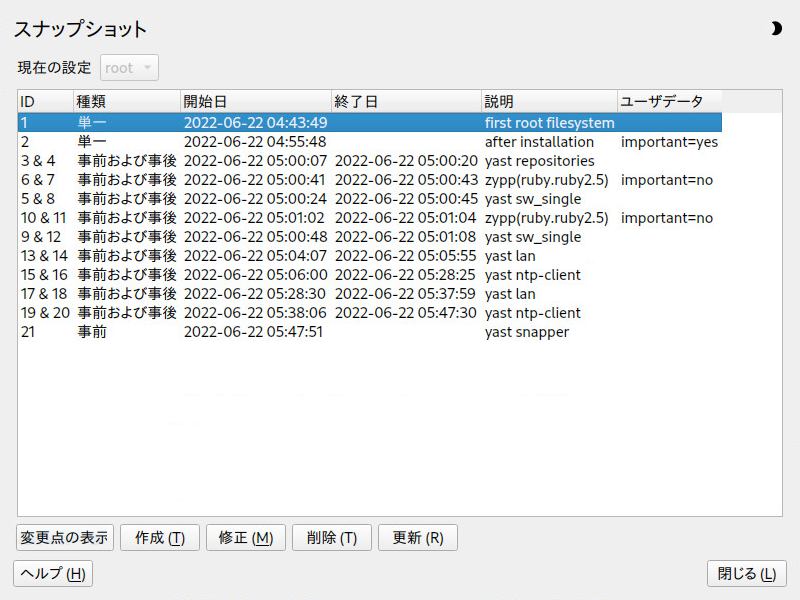 スナップショット
現在の設定 root
ID 種類 開始日 終了日 説明 ユーザデータ
1 単一 2022-06-22 04:43:49 first root filesystem
2 単一 2022-06-22 04:55:48 after installation important=yes
3 & 4 事前および事後 2022-06-22 05:00:07 2022-06-22 05:00:20 yast repositories
6 & 7 事前および事後 2022-06-22 05:00:41 2022-06-22 05:00:43 zypp(ruby.ruby2.5) important=no
5 & 8 事前および事後 2022-06-22 05:00:24 2022-06-22 05:00:45 yast sw_single
10 & 11 事前および事後 2022-06-22 05:01:02 2022-06-22 05:01:04 zypp(ruby.ruby2.5) important=no
9 & 12 事前および事後 2022-06-22 05:00:48 2022-06-22 05:01:08 yast sw_single
13 & 14 事前および事後 2022-06-22 05:04:07 2022-06-22 05:05:55 yast lan
15 & 16 事前および事後 2022-06-22 05:06:00 2022-06-22 05:28:25 yast ntp-client
17 & 18 事前および事後 2022-06-22 05:28:30 2022-06-22 05:37:59 yast lan
19 & 20 事前および事後 2022-06-22 05:38:06 2022-06-22 05:47:30 yast ntp-client
21 事前 2022-06-22 05:47:51 yast snapper
変更点の表示 作成 (T) 修正 (M) 削除 (T) 更新 (R)
ヘルプ (H) 閉じる (L)